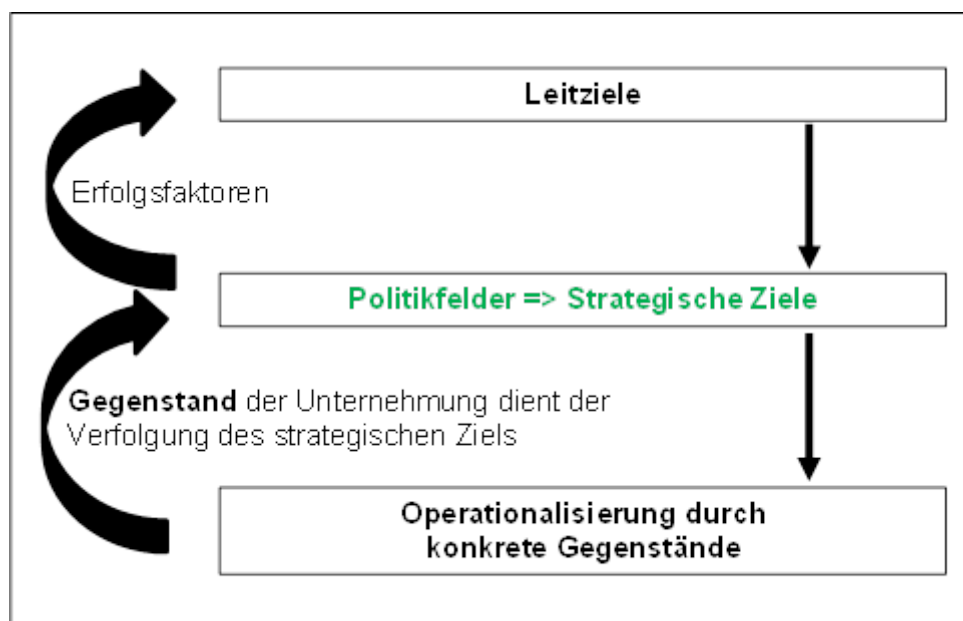 Leitziele
Erfolgsfaktoren
Politikfelder => Strategische Ziele
Gegenstand der Unternehmung dient der
Verfolgung des strategischen Ziels
Operationalisierung durch
konkrete Gegenstände